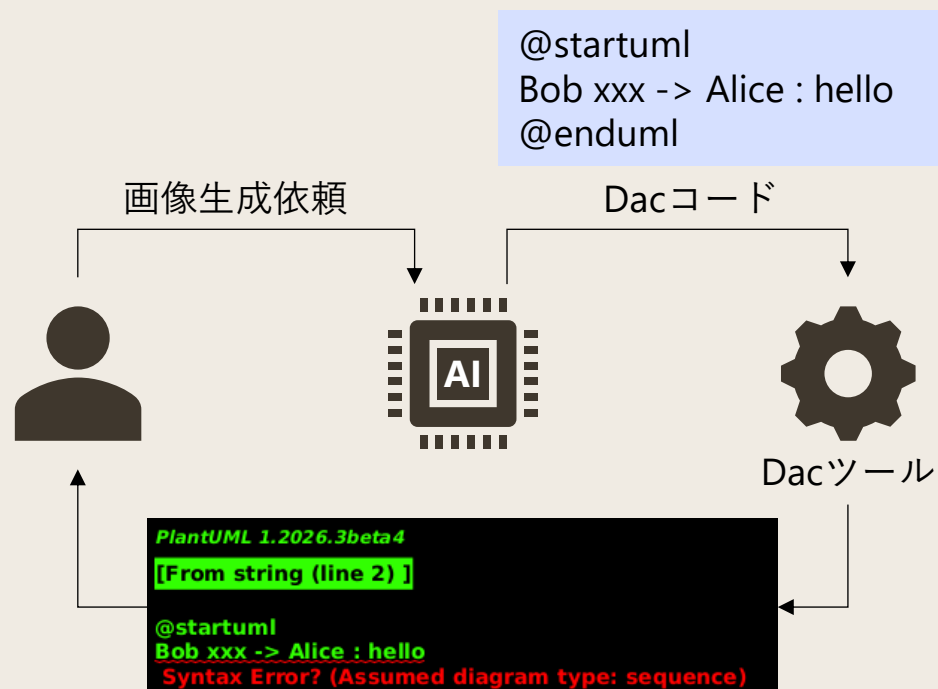 @startuml
Bob xxx -> Alice : hello
@enduml
画像生成依頼
Dacコード
AI
Dacツール
PlantUML 1.2026.3beta4
[From string (line 2) ]
@startuml
Bob xxx -> Alice : hello
Syntax Error? (Assumed diagram type: sequence)